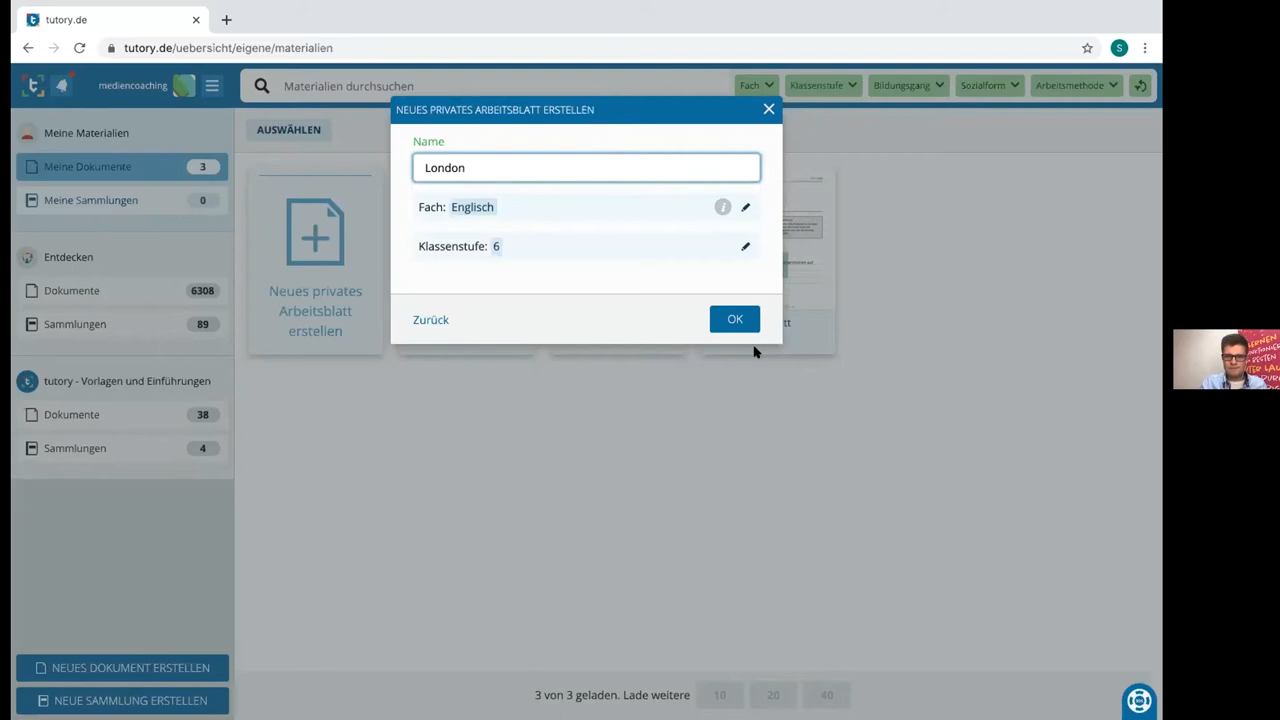 tutory.de
tutory.de/uebersicht/eigene/materialien
S
mediencoaching
Materialien durchsuchen
Fach
Klassenstufe
Bildungsgang
Sozialform
Arbeitsmethode
Meine Materialien
Meine Dokumente 3
Meine Sammlungen 0
Entdecken
Dokumente 6308
Sammlungen 89
tutory - Vorlagen und Einführungen
Dokumente 38
Sammlungen 4
NEUES DOKUMENT ERSTELLEN
NEUE SAMMLUNG ERSTELLEN
AUSWÄHLEN
Neues privates
Arbeitsblatt
erstellen
NEUES PRIVATES ARBEITSBLATT ERSTELLEN
Name
London
Fach: Englisch
Klassenstufe: 6
Zurück
OK
tt
3 von 3 geladen. Lade weitere 10 20 40